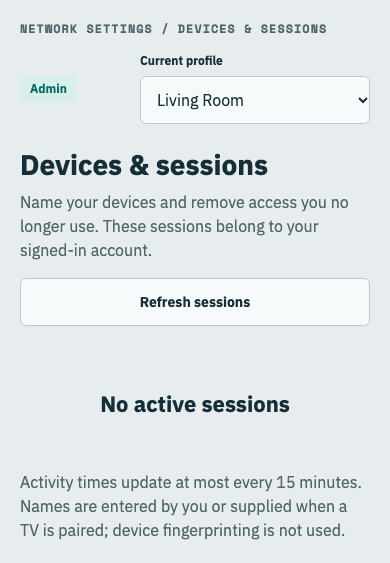 NETWORK SETTINGS / DEVICES & SESSIONS
Current profile
Admin
Living Room
Devices & sessions
Name your devices and remove access you no
longer use. These sessions belong to your
signed-in account.
Refresh sessions
No active sessions
Activity times update at most every 15 minutes.
Names are entered by you or supplied when a
TV is paired; device fingerprinting is not used.